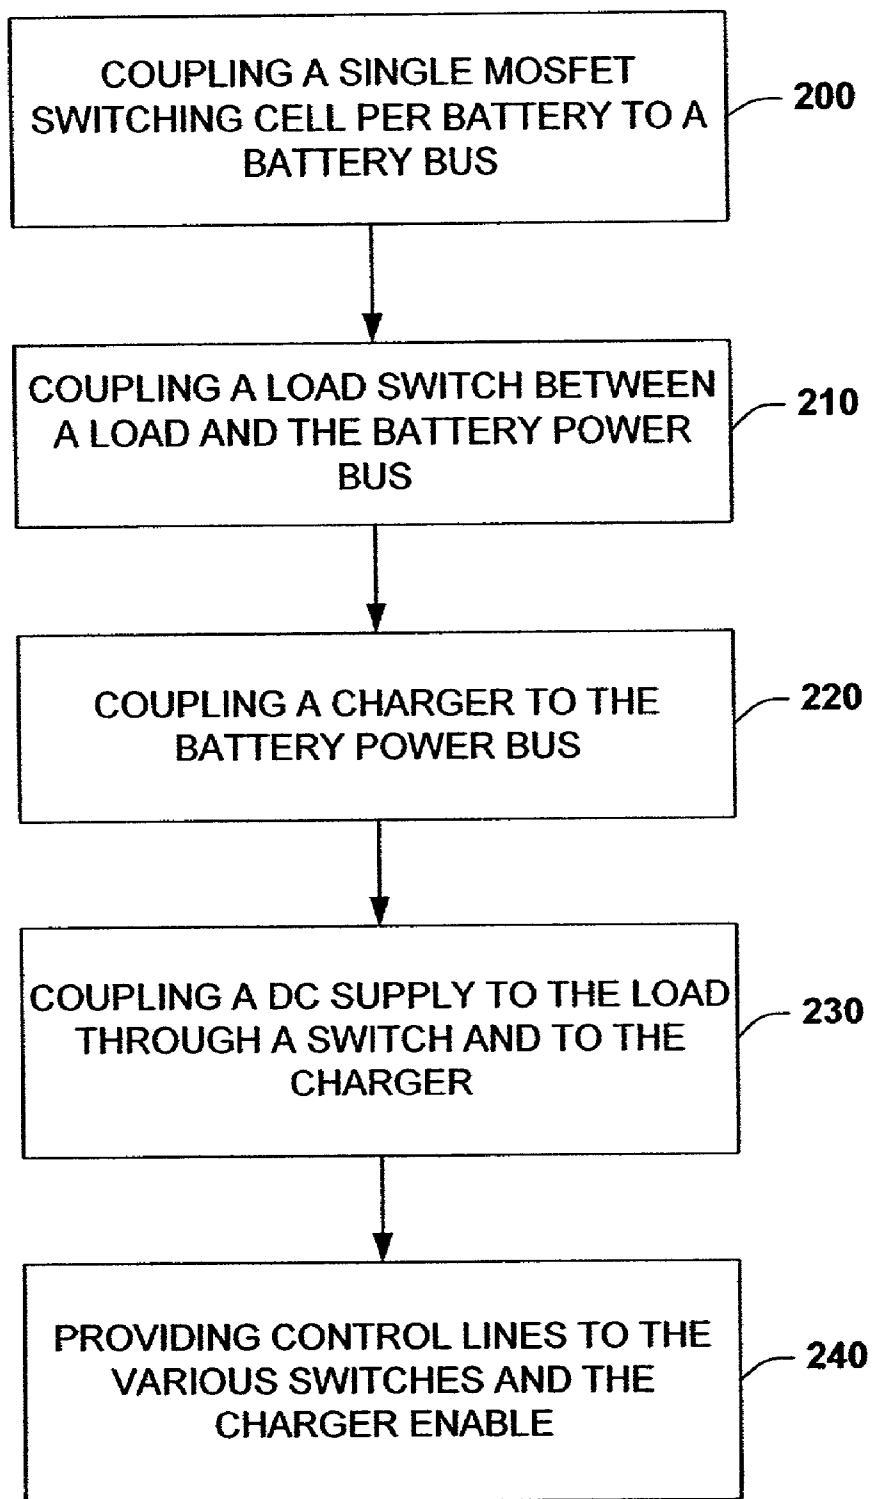 COUPLING A SINGLE MOSFET
SWITCHING CELL PER BATTERY TO A
BATTERY BUS
200
COUPLING A LOAD SWITCH BETWEEN
A LOAD AND THE BATTERY POWER
BUS
210
COUPLING A CHARGER TO THE
BATTERY POWER BUS
220
COUPLING A DC SUPPLY TO THE LOAD
THROUGH A SWITCH AND TO THE
CHARGER
230
PROVIDING CONTROL LINES TO THE
VARIOUS SWITCHES AND THE
CHARGER ENABLE
240